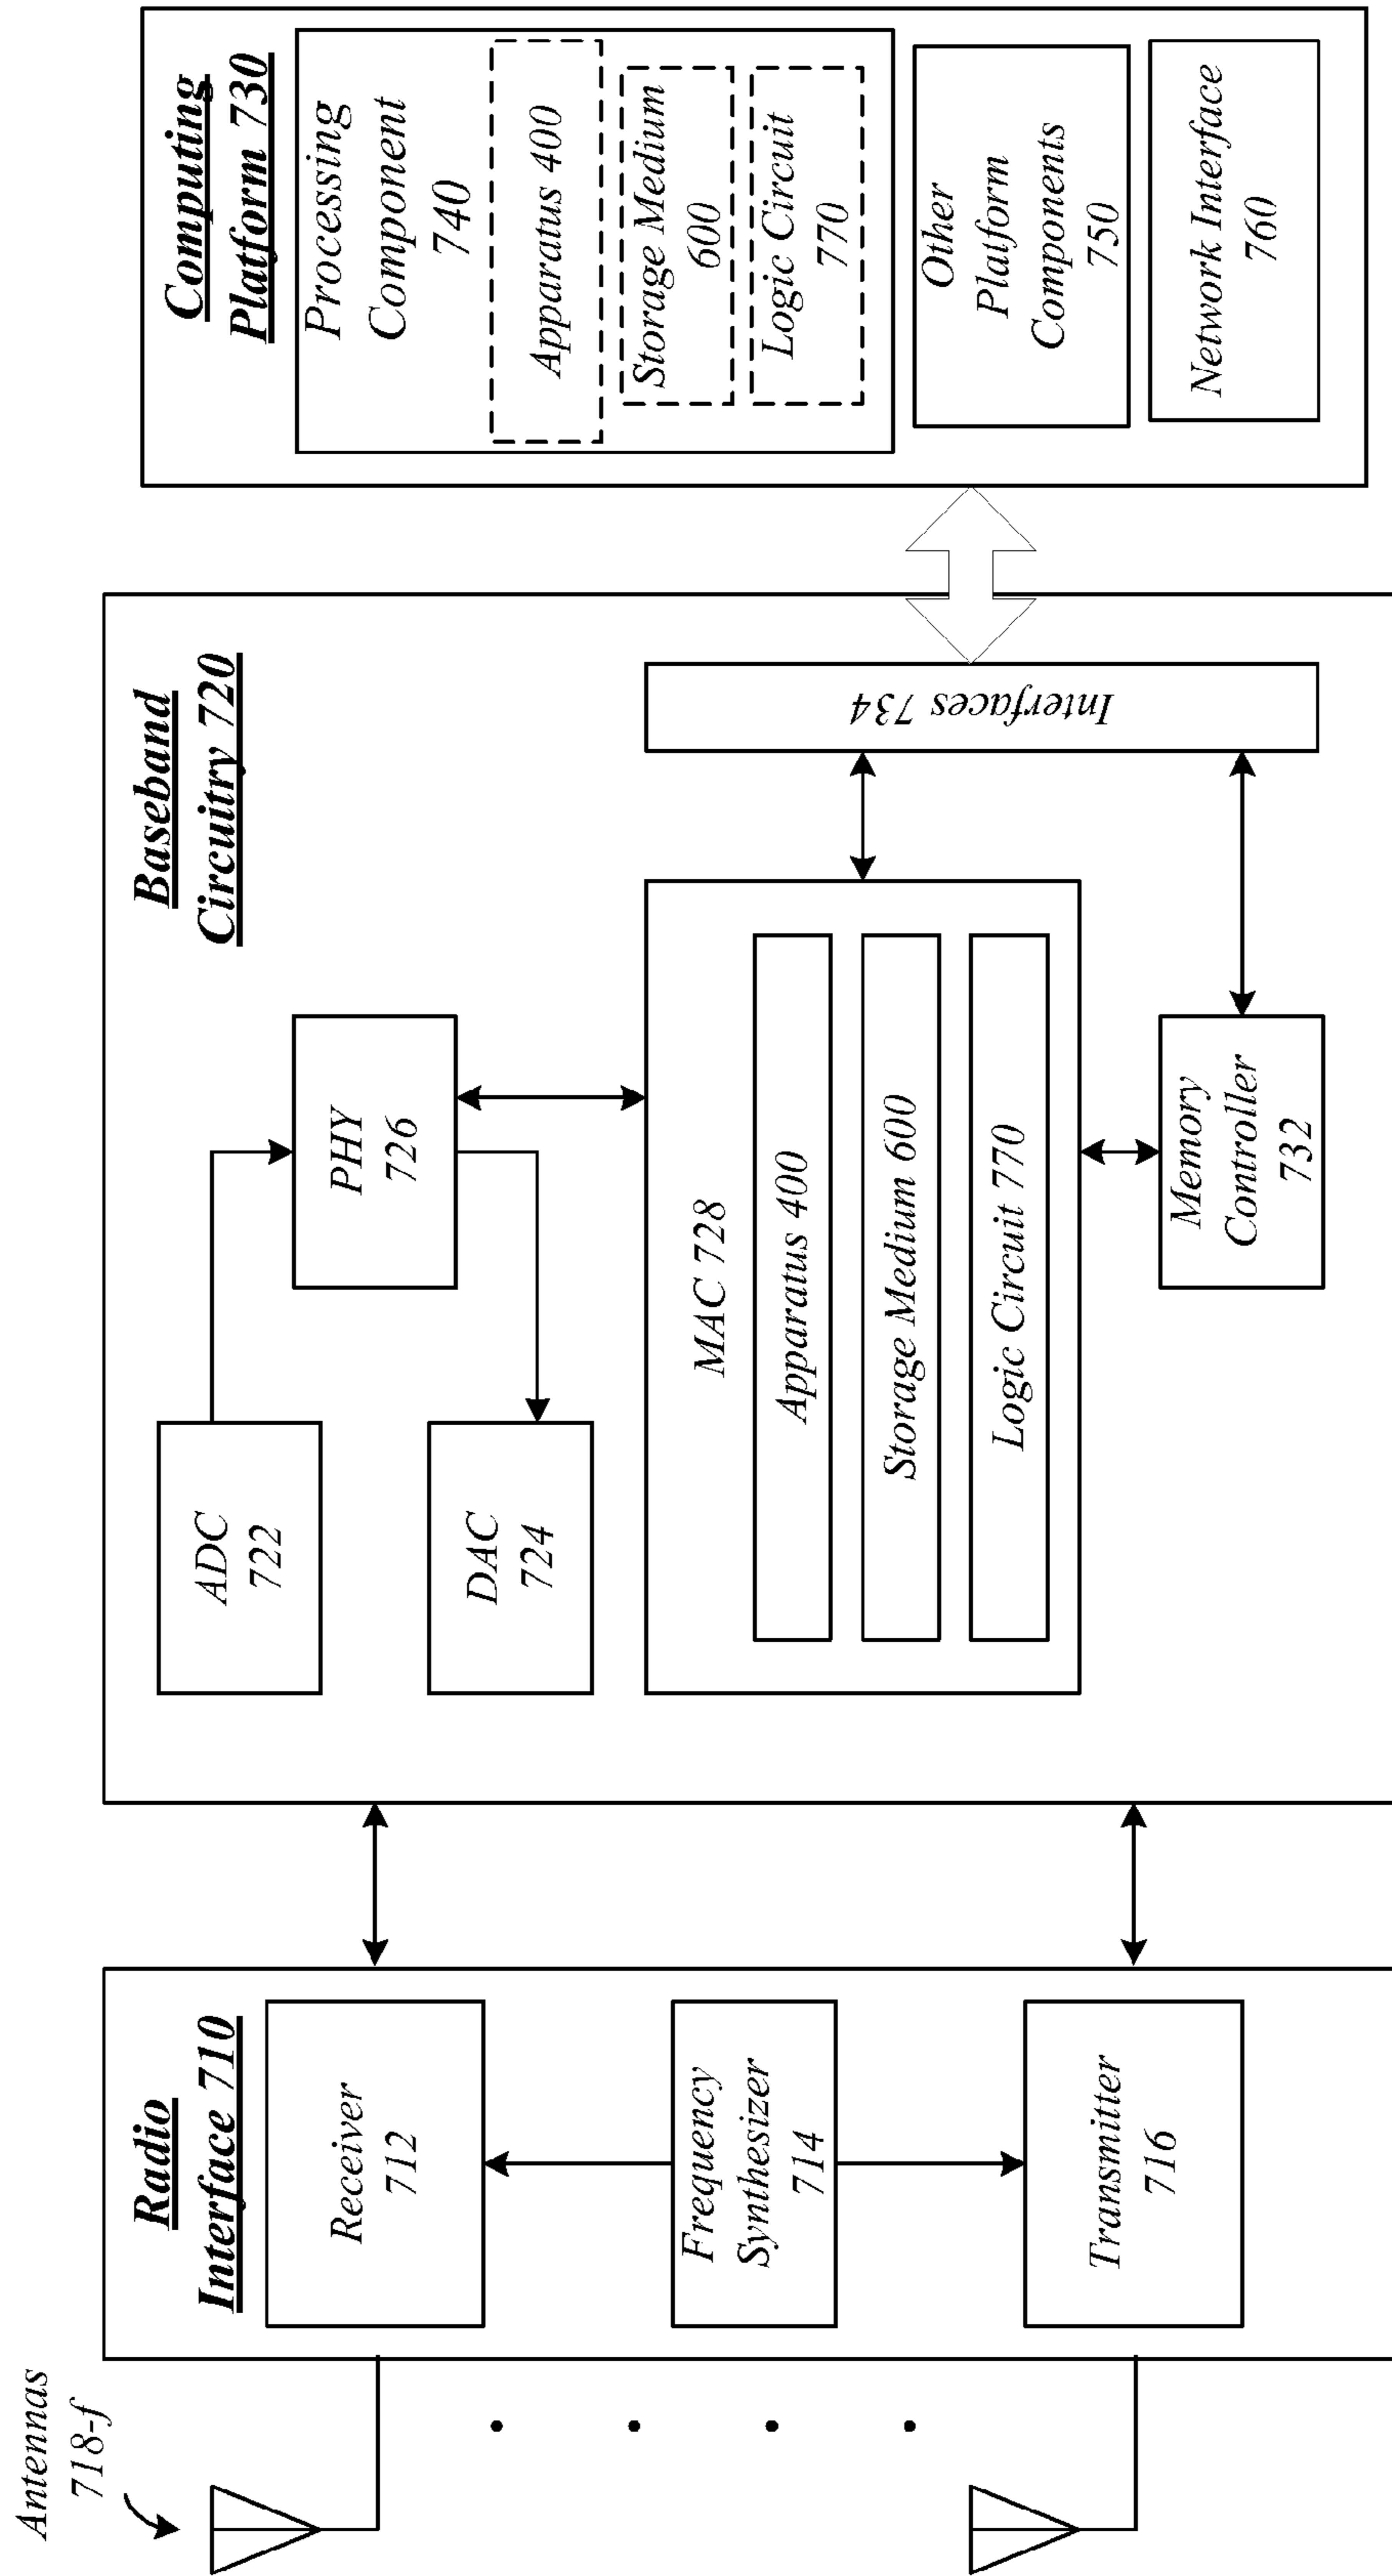 Antennas
718-f
Radio
Interface 710
Receiver
712
Frequency
Synthesizer
714
Transmitter
716
Baseband
Circuitry 720
ADC
722
PHY
726
DAC
724
MAC 728
Apparatus 400
Storage Medium 600
Logic Circuit 770
Memory
Controller
732
Interfaces 734
Computing
Platform 730
Processing
Component
740
Apparatus 400
Storage Medium
600
Logic Circuit
770
Other
Platform
Components
750
Network Interface
760